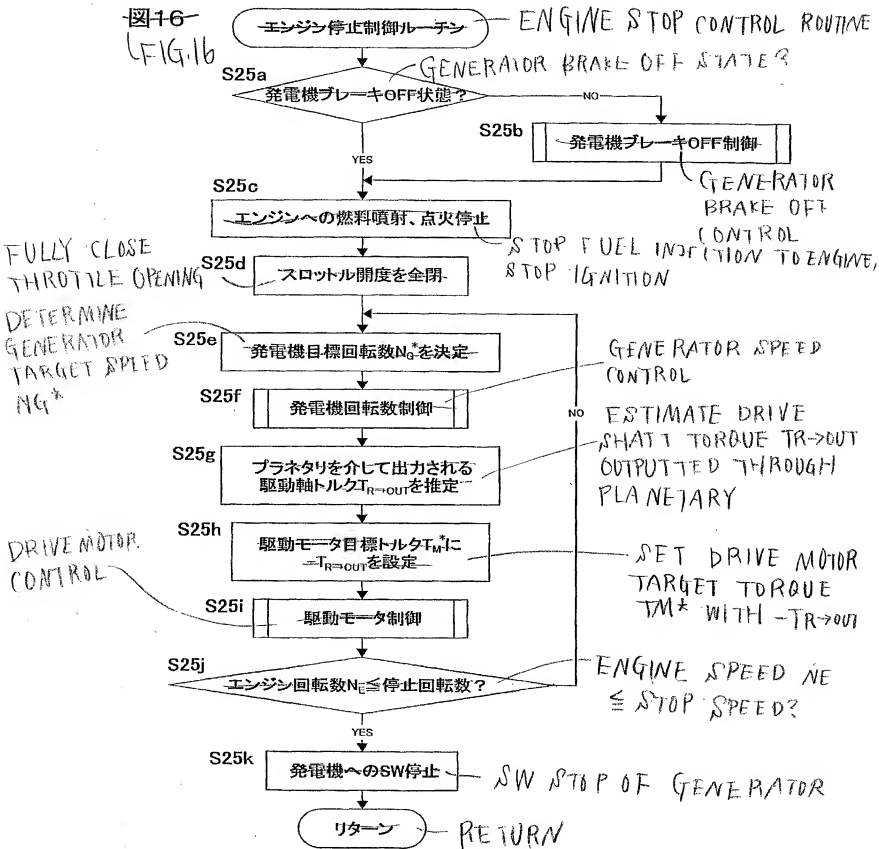 図16
FIG.16
エンジン停止制御ルーチン
ENGINE STOP CONTROL ROUTINE
S25a
GENERATOR BRAKE OFF STATE?
発電機ブレーキOFF状態?
NO
YES
S25b
発電機ブレーキOFF制御
GENERATOR
BRAKE OFF
CONTROL
S25c
エンジンへの燃料噴射、点火停止
STOP FUEL INJECTION TO ENGINE,
STOP IGNITION
FULLY CLOSE
THROTTLE OPENING
S25d
スロットル開度を全閉
DETERMINE
GENERATOR
TARGET SPEED
NG*
S25e
発電機目標回転数NG*を決定
S25f
発電機回転数制御
GENERATOR SPEED
CONTROL
NO
S25g
プラネタリを介して出力される
駆動軸トルクTR→OUTを推定
ESTIMATE DRIVE
SHAFT TORQUE TR→OUT
OUTPUTTED THROUGH
PLANETARY
S25h
駆動モータ目標トルクTM*に
−TR→OUTを設定
SET DRIVE MOTOR
TARGET TORQUE
TM* WITH -TR→OUT
DRIVE MOTOR
CONTROL
S25i
駆動モータ制御
S25j
エンジン回転数NE≦停止回転数?
ENGINE SPEED NE
≦ STOP SPEED?
YES
S25k
発電機へのSW停止
SW STOP OF GENERATOR
リターン
RETURN